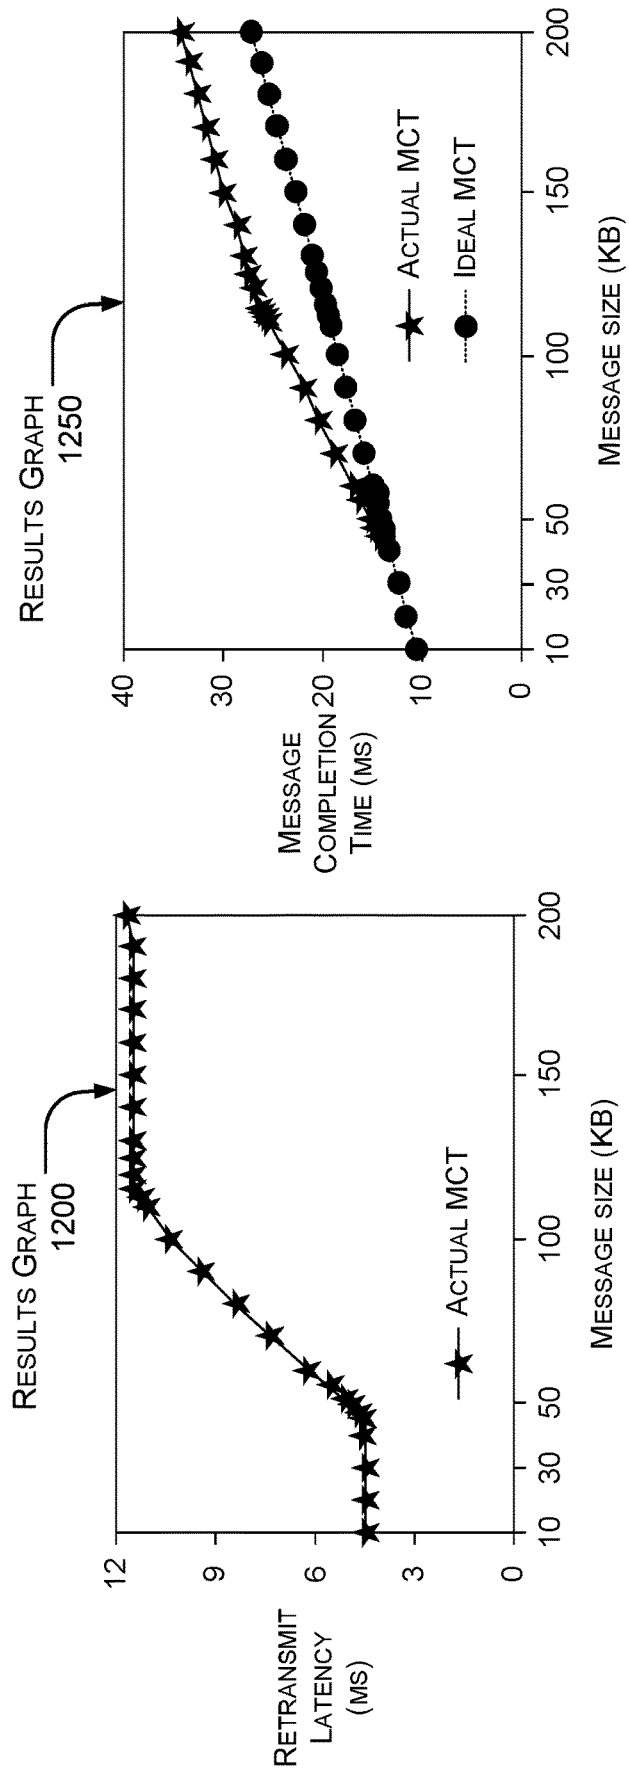 RESULTS GRAPH
1200
12
9
6
3
0
RETRANSMIT
LATENCY
(MS)
10
30
50
100
150
200
MESSAGE SIZE (KB)
ACTUAL MCT
RESULTS GRAPH
1250
40
30
20
10
0
MESSAGE
COMPLETION
TIME (MS)
10
30
50
100
150
200
MESSAGE SIZE (KB)
ACTUAL MCT
IDEAL MCT